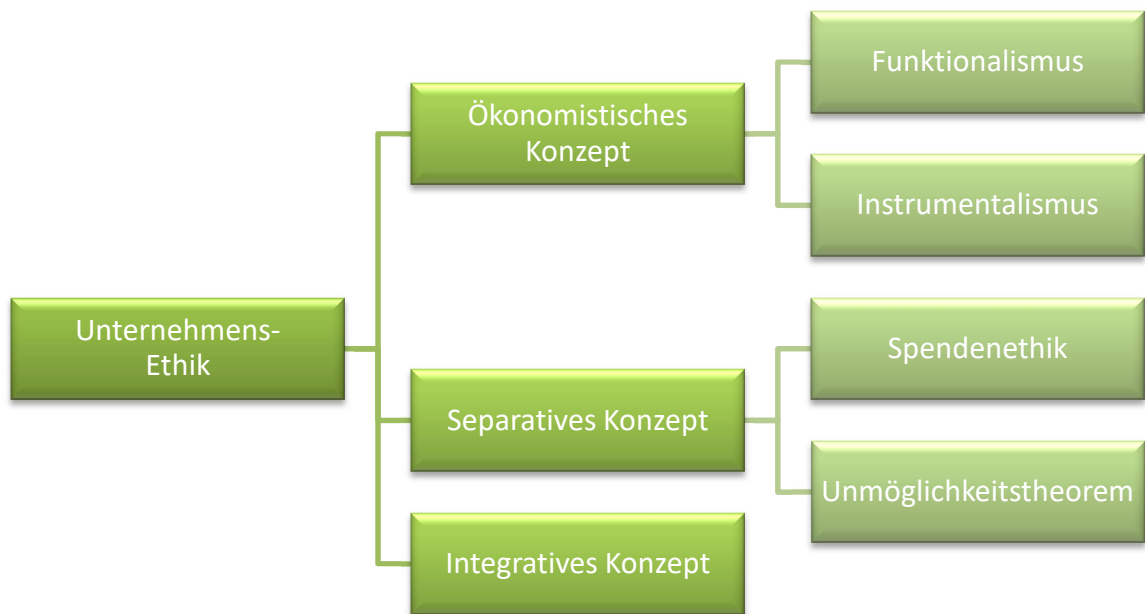 Funktionalismus
Ökonomistisches
Konzept
Instrumentalismus
Unternehmens-
Ethik
Spendenethik
Separatives Konzept
Unmöglichkeitstheorem
Integratives Konzept